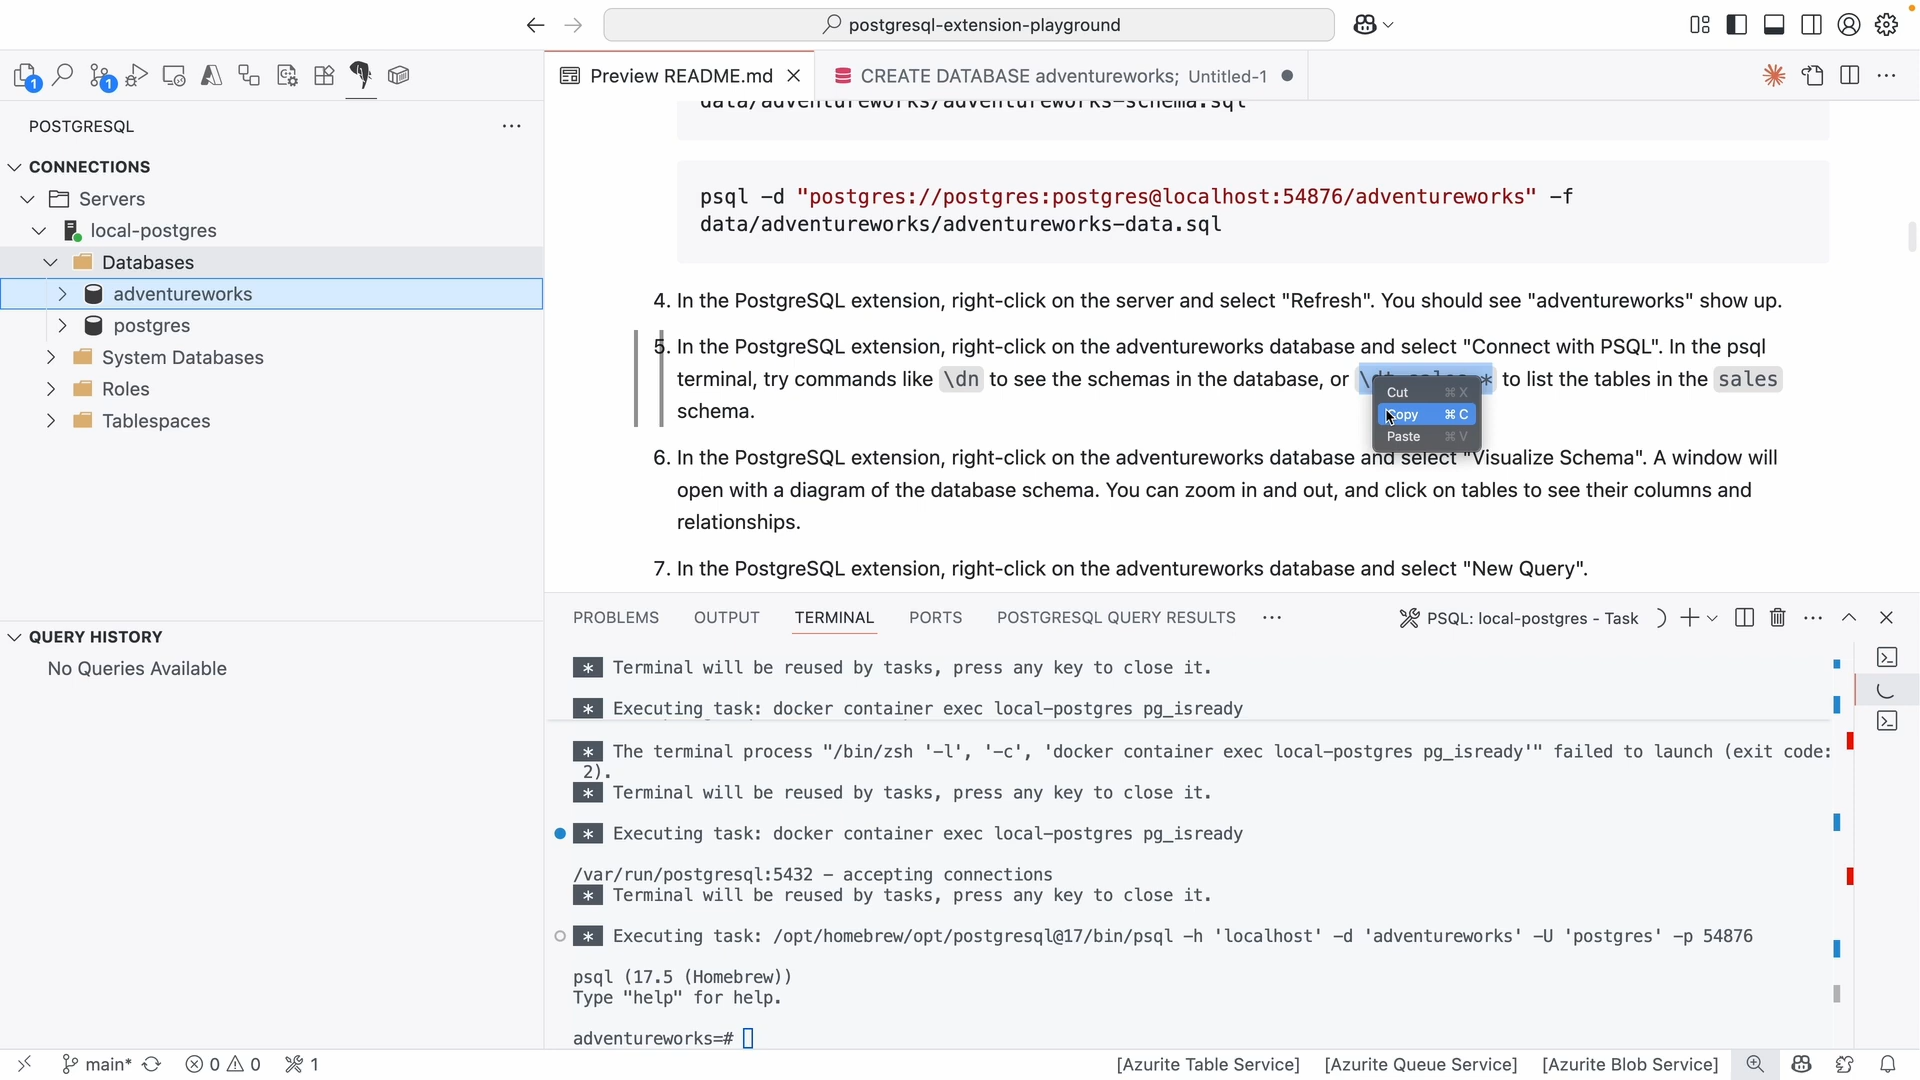 postgresql-extension-playground
1
1
Preview README.md
CREATE DATABASE adventureworks; Untitled-1
POSTGRESQL
CONNECTIONS
Servers
local-postgres
Databases
adventureworks
postgres
System Databases
Roles
Tablespaces
QUERY HISTORY
No Queries Available
data/adventureworks/adventureworks-schema.sql
psql -d "postgres://postgres:postgres@localhost:54876/adventureworks" -f
data/adventureworks/adventureworks-data.sql
4. In the PostgreSQL extension, right-click on the server and select "Refresh". You should see "adventureworks" show up.
5. In the PostgreSQL extension, right-click on the adventureworks database and select "Connect with PSQL". In the psql
terminal, try commands like \dn to see the schemas in the database, or \dt sales.* to list the tables in the sales
schema.
Cut ⌘ X
Copy ⌘ C
Paste ⌘ V
6. In the PostgreSQL extension, right-click on the adventureworks database and select "Visualize Schema". A window will
open with a diagram of the database schema. You can zoom in and out, and click on tables to see their columns and
relationships.
7. In the PostgreSQL extension, right-click on the adventureworks database and select "New Query".
PROBLEMS OUTPUT TERMINAL PORTS POSTGRESQL QUERY RESULTS
PSQL: local-postgres - Task
* Terminal will be reused by tasks, press any key to close it.
* Executing task: docker container exec local-postgres pg_isready
* The terminal process "/bin/zsh '-l', '-c', 'docker container exec local-postgres pg_isready'" failed to launch (exit code:
2).
* Terminal will be reused by tasks, press any key to close it.
* Executing task: docker container exec local-postgres pg_isready
/var/run/postgresql:5432 - accepting connections
* Terminal will be reused by tasks, press any key to close it.
* Executing task: /opt/homebrew/opt/postgresql@17/bin/psql -h 'localhost' -d 'adventureworks' -U 'postgres' -p 54876
psql (17.5 (Homebrew))
Type "help" for help.
adventureworks=#
main* 0 0 1
[Azurite Table Service] [Azurite Queue Service] [Azurite Blob Service]